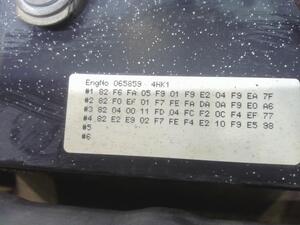 EngNo 065859 4HK1
#1 82 F6 FA 05 F9 01 F9 E2 04 F9 EA 7F
#2 82 F0 EF 01 F7 FE FA DA 0A F9 E0 A6
#3 82 04 00 11 FD 04 FC F2 0C F4 EF 77
#4 82 E2 E9 02 F7 FE F4 E2 10 F9 E5 98
#5
#6